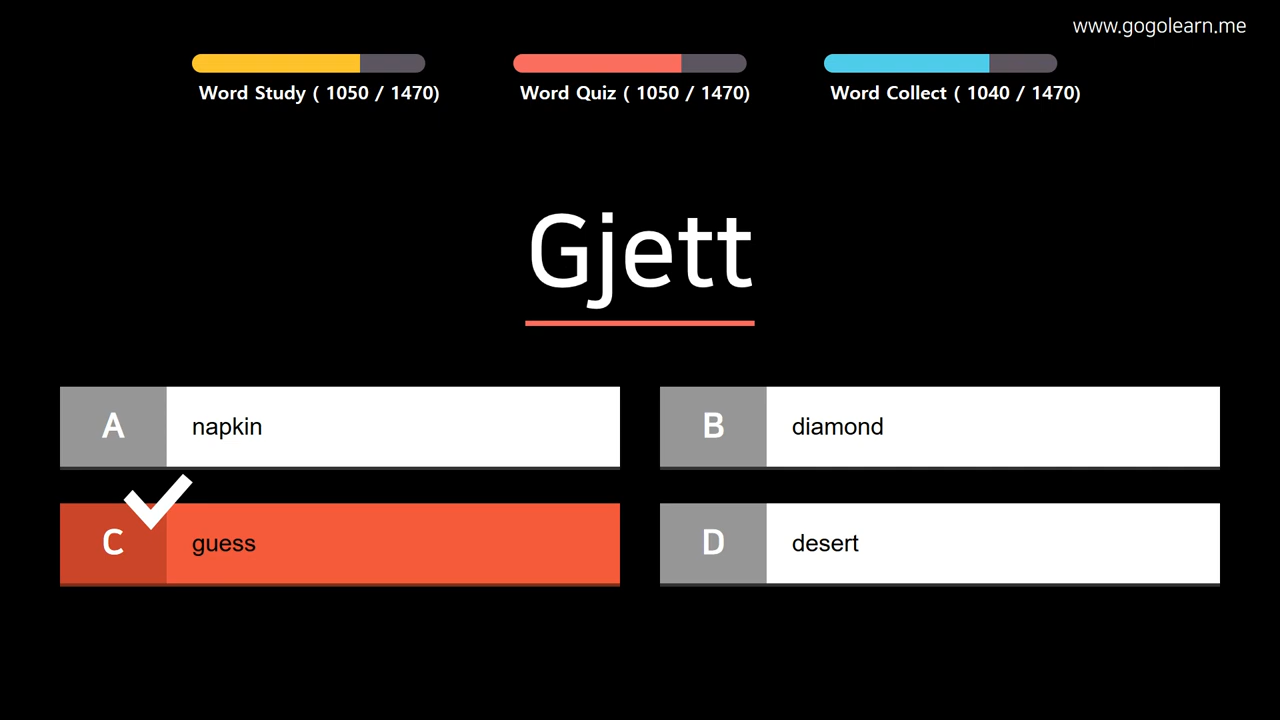 www.gogolearn.me
Word Study ( 1050 / 1470)
Word Quiz ( 1050 / 1470)
Word Collect ( 1040 / 1470)
Gjett
A napkin
B diamond
C guess
D desert